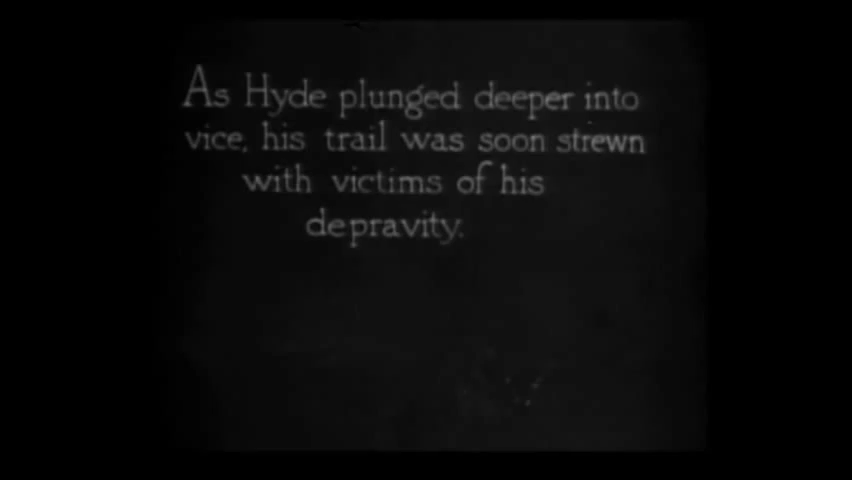 As Hyde plunged deeper into
vice, his trail was soon strewn
with victims of his
depravity.